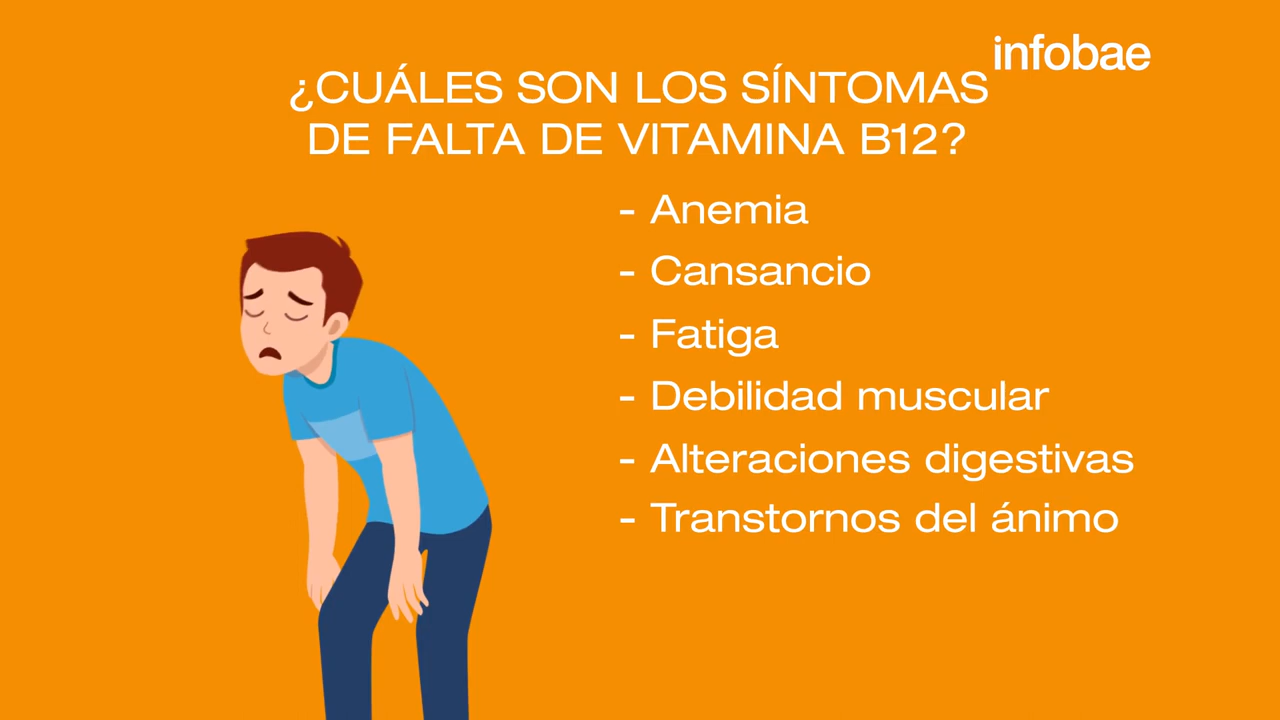 infobae
¿CUÁLES SON LOS SÍNTOMAS
DE FALTA DE VITAMINA B12?
- Anemia
- Cansancio
- Fatiga
- Debilidad muscular
- Alteraciones digestivas
- Transtornos del ánimo